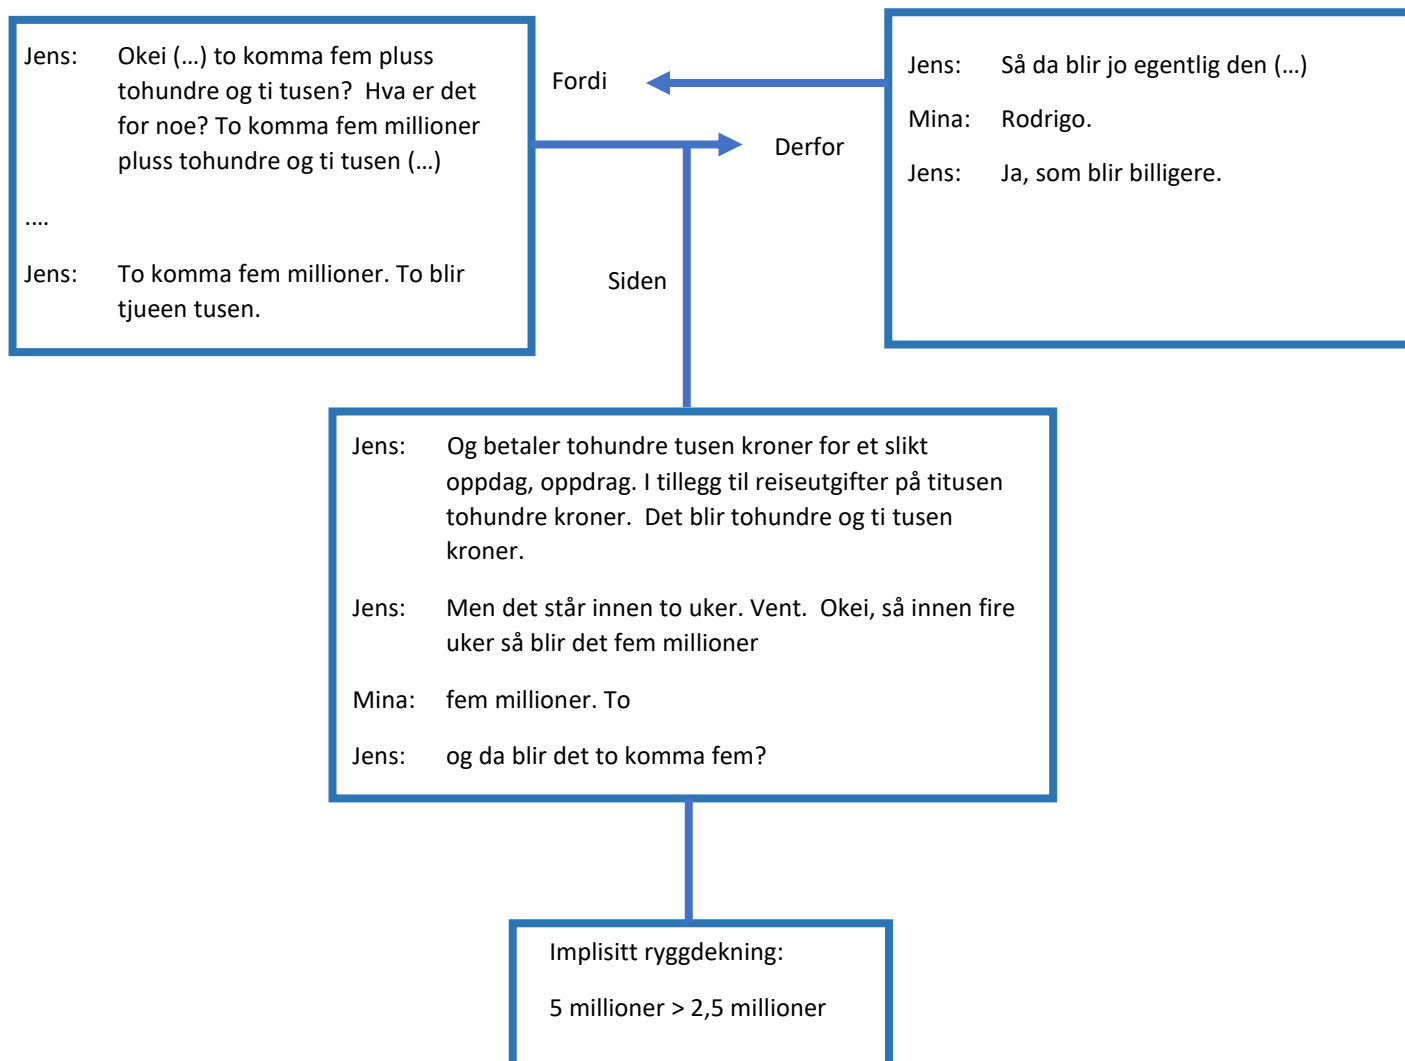 Jens: Okei (…) to komma fem pluss
tohundre og ti tusen? Hva er det
for noe? To komma fem millioner
pluss tohundre og ti tusen (…)
....
Jens: To komma fem millioner. To blir
tjueen tusen.
Fordi
Derfor
Jens: Så da blir jo egentlig den (…)
Mina: Rodrigo.
Jens: Ja, som blir billigere.
Siden
Jens: Og betaler tohundre tusen kroner for et slikt
oppdag, oppdrag. I tillegg til reiseutgifter på titusen
tohundre kroner. Det blir tohundre og ti tusen
kroner.
Jens: Men det står innen to uker. Vent. Okei, så innen fire
uker så blir det fem millioner
Mina: fem millioner. To
Jens: og da blir det to komma fem?
Implisitt ryggdekning:
5 millioner > 2,5 millioner